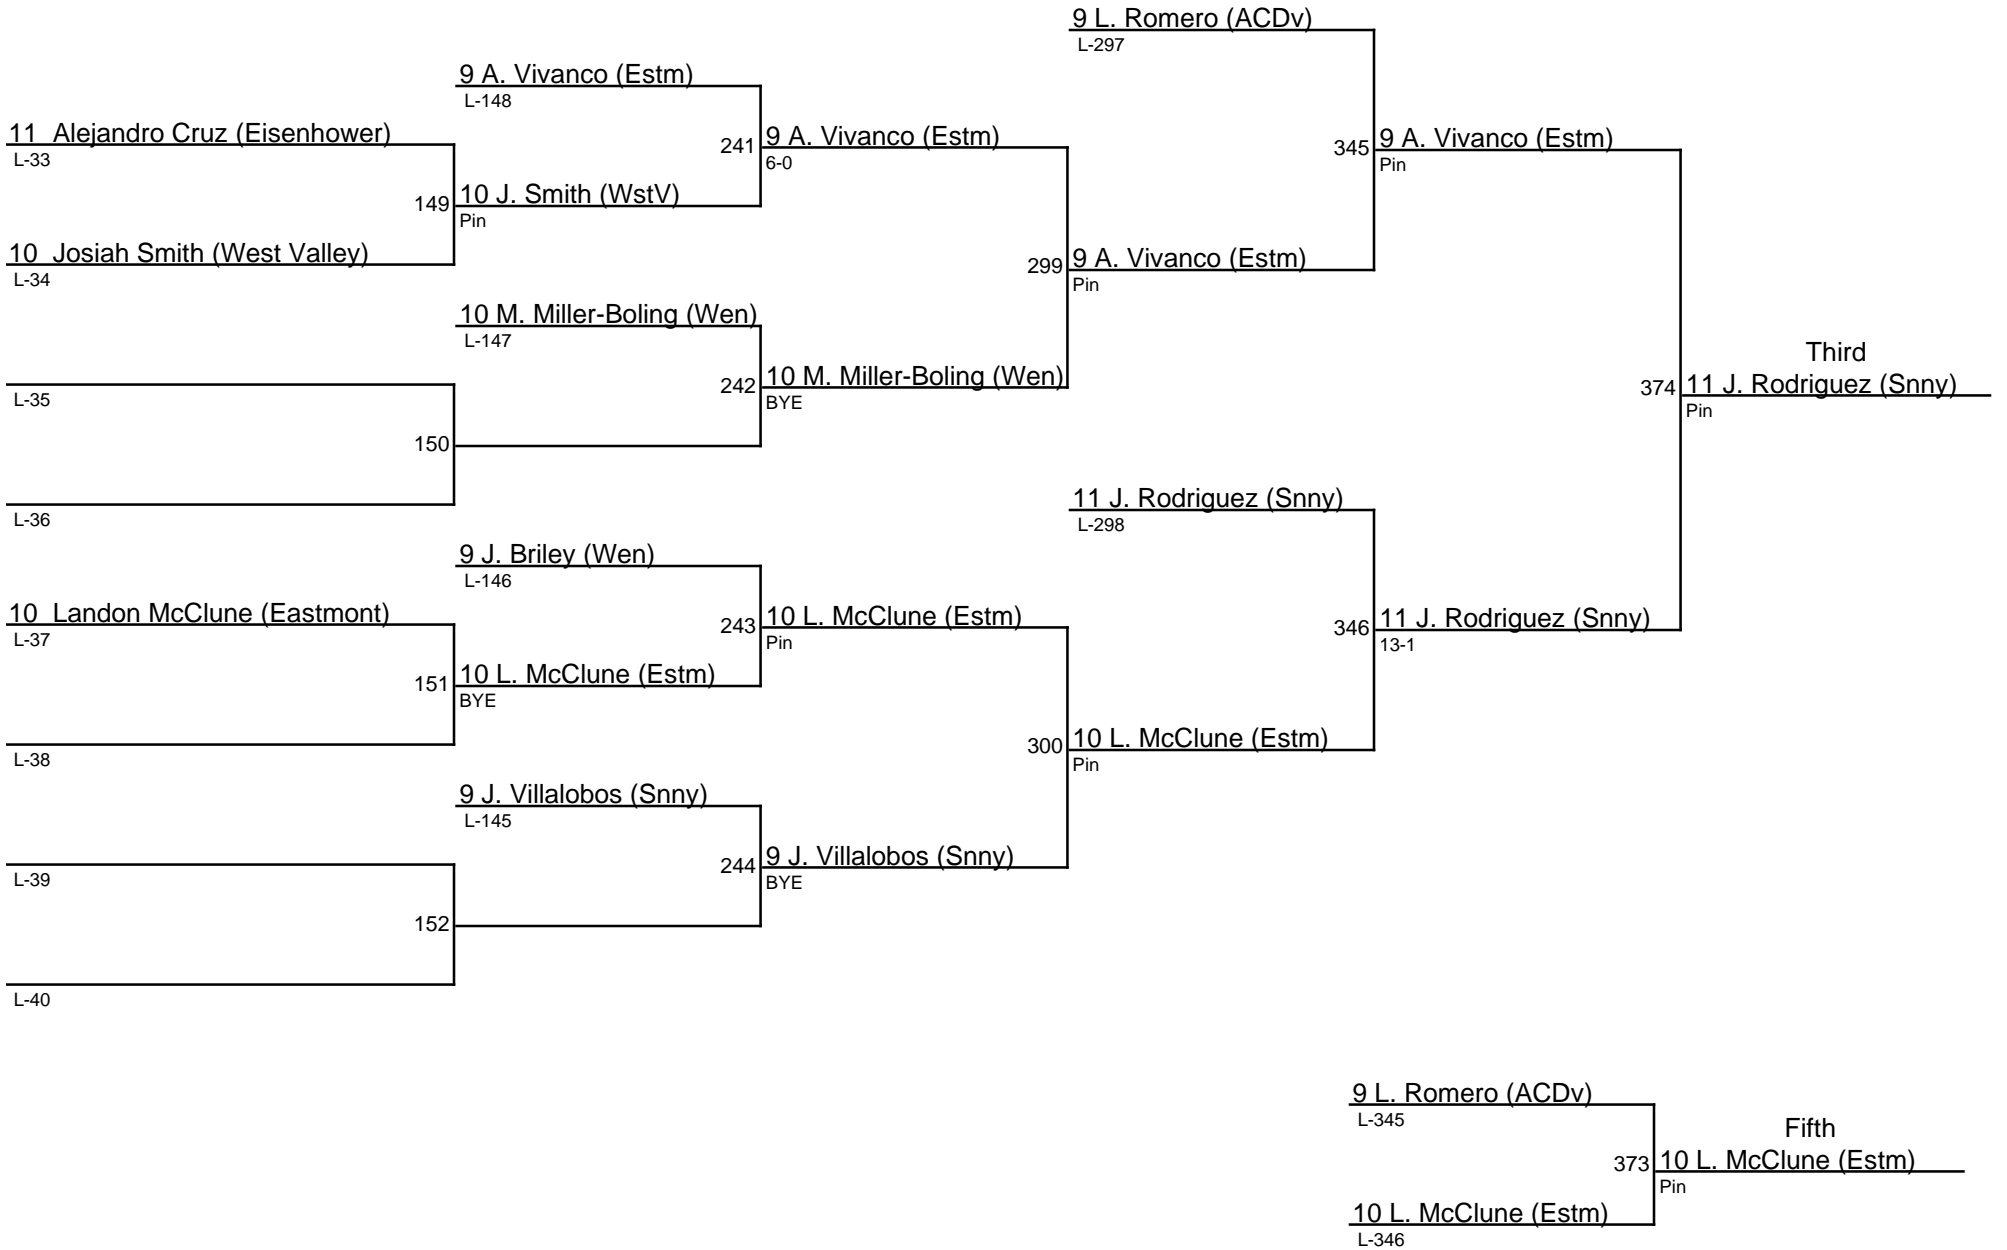 11 Alejandro Cruz (Eisenhower)
L-33
10 Josiah Smith (West Valley)
L-34
L-35
L-36
10 Landon McClune (Eastmont)
L-37
L-38
L-39
L-40
9 A. Vivanco (Estm)
L-148
149
10 J. Smith (WstV)
Pin
10 M. Miller-Boling (Wen)
L-147
150
9 J. Briley (Wen)
L-146
151
10 L. McClune (Estm)
BYE
9 J. Villalobos (Snny)
L-145
152
241
9 A. Vivanco (Estm)
6-0
242
10 M. Miller-Boling (Wen)
BYE
243
10 L. McClune (Estm)
Pin
244
9 J. Villalobos (Snny)
BYE
9 L. Romero (ACDv)
L-297
299
9 A. Vivanco (Estm)
Pin
11 J. Rodriguez (Snny)
L-298
300
10 L. McClune (Estm)
Pin
345
9 A. Vivanco (Estm)
Pin
346
11 J. Rodriguez (Snny)
13-1
Third
374
11 J. Rodriguez (Snny)
Pin
9 L. Romero (ACDv)
L-345
10 L. McClune (Estm)
L-346
Fifth
373
10 L. McClune (Estm)
Pin